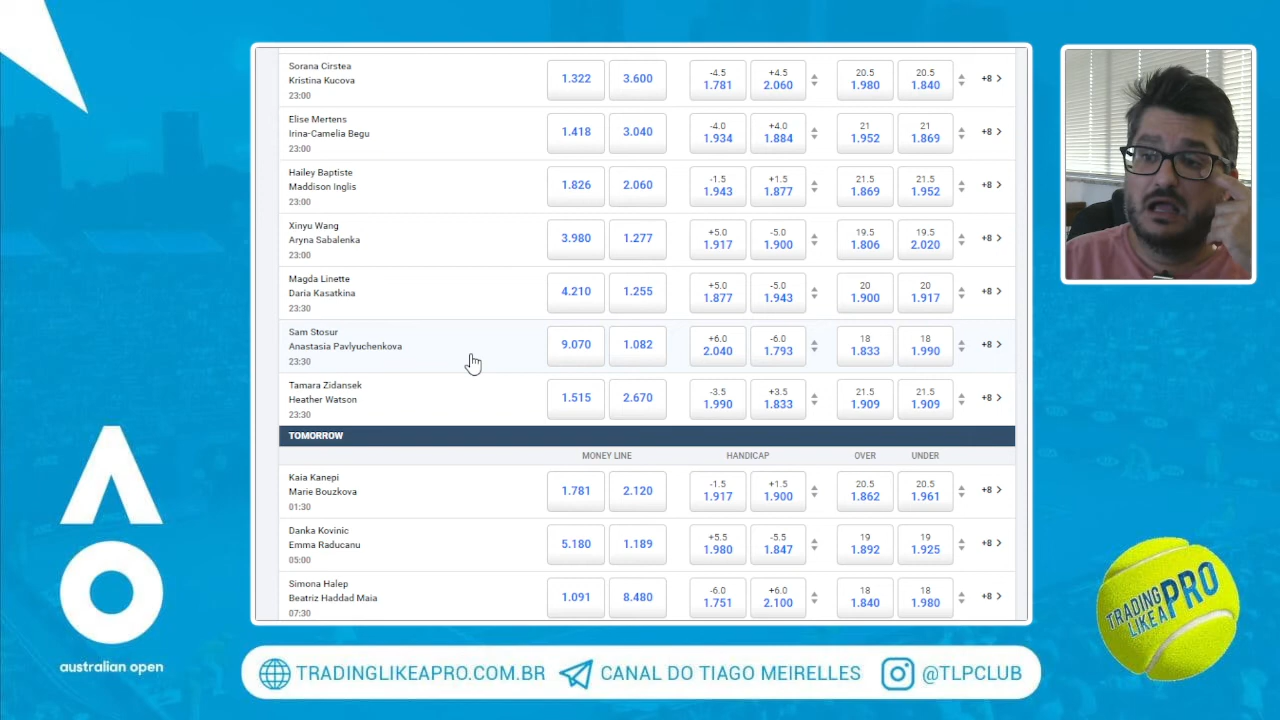 Sorana Cirstea
Kristina Kucova
23:00
1.322 3.600 -4.5 1.781 +4.5 2.060 20.5 1.980 20.5 1.840 +8 >
Elise Mertens
Irina-Camelia Begu
23:00
1.418 3.040 -4.0 1.934 +4.0 1.884 21 1.952 21 1.869 +8 >
Hailey Baptiste
Maddison Inglis
23:00
1.826 2.060 -1.5 1.943 +1.5 1.877 21.5 1.869 21.5 1.952 +8 >
Xinyu Wang
Aryna Sabalenka
23:00
3.980 1.277 +5.0 1.917 -5.0 1.900 19.5 1.806 19.5 2.020 +8 >
Magda Linette
Daria Kasatkina
23:30
4.210 1.255 +5.0 1.877 -5.0 1.943 20 1.900 20 1.917 +8 >
Sam Stosur
Anastasia Pavlyuchenkova
23:30
9.070 1.082 +6.0 2.040 -6.0 1.793 18 1.833 18 1.990 +8 >
Tamara Zidansek
Heather Watson
23:30
1.515 2.670 -3.5 1.990 +3.5 1.833 21.5 1.909 21.5 1.909 +8 >
TOMORROW
MONEY LINE HANDICAP OVER UNDER
Kaia Kanepi
Marie Bouzkova
01:30
1.781 2.120 -1.5 1.917 +1.5 1.900 20.5 1.862 20.5 1.961 +8 >
Danka Kovinic
Emma Raducanu
05:00
5.180 1.189 +5.5 1.980 -5.5 1.847 19 1.892 19 1.925 +8 >
Simona Halep
Beatriz Haddad Maia
07:30
1.091 8.480 -6.0 1.751 +6.0 2.100 18 1.840 18 1.980 +8 >
AO
australian open
TRADING
LIKE A
PRO
TRADINGLIKEAPRO.COM.BR CANAL DO TIAGO MEIRELLES @TLPCLUB